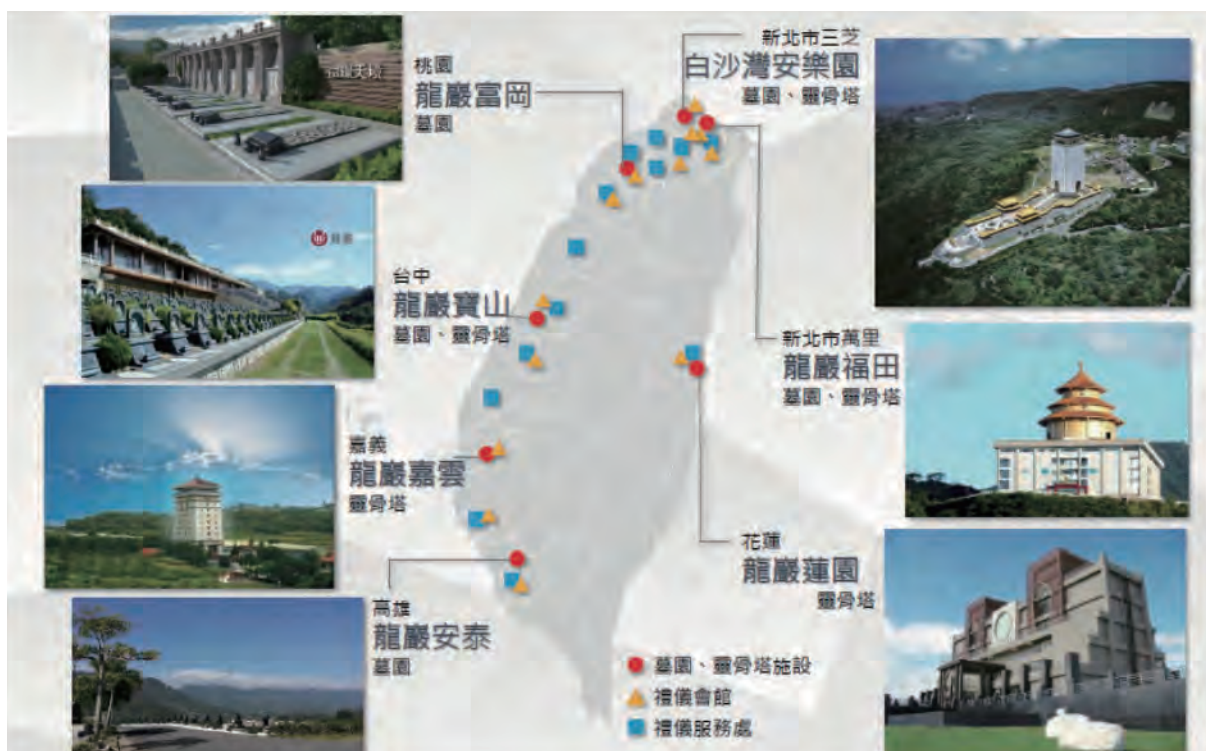 桃園
龍巖富岡
墓園
新北市三芝
白沙灣安樂園
墓園、靈骨塔
台中
龍巖寶山
墓園、靈骨塔
新北市萬里
龍巖福田
墓園、靈骨塔
嘉義
龍巖嘉雲
靈骨塔
花蓮
龍巖蓮園
靈骨塔
高雄
龍巖安泰
墓園
墓園、靈骨塔施設
禮儀會館
禮儀服務處